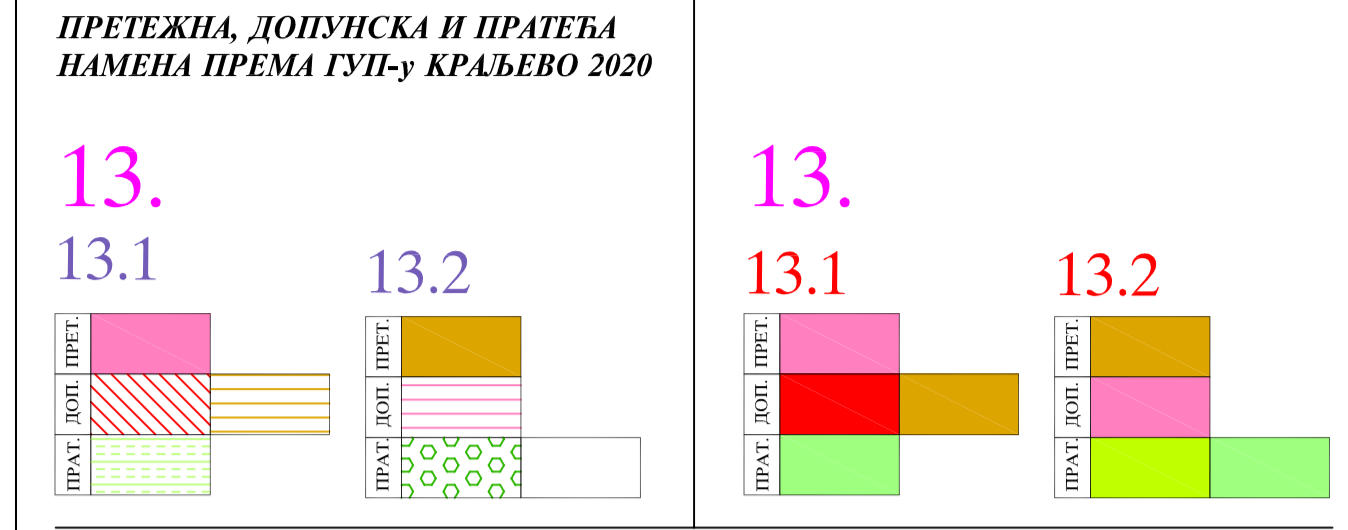 ПРЕТЕЖНА, ДОПУНСКА И ПРАТЕЋА
НАМЕНА ПРЕМА ГУП-у КРАЉЕВО 2020
13.
13.1
13.2
ПРЕТ.
ДОП.
ПРАТ.
ПРЕТ.
ДОП.
ПРАТ.
13.
13.1
13.2
ПРЕТ.
ДОП.
ПРАТ.
ПРЕТ.
ДОП.
ПРАТ.